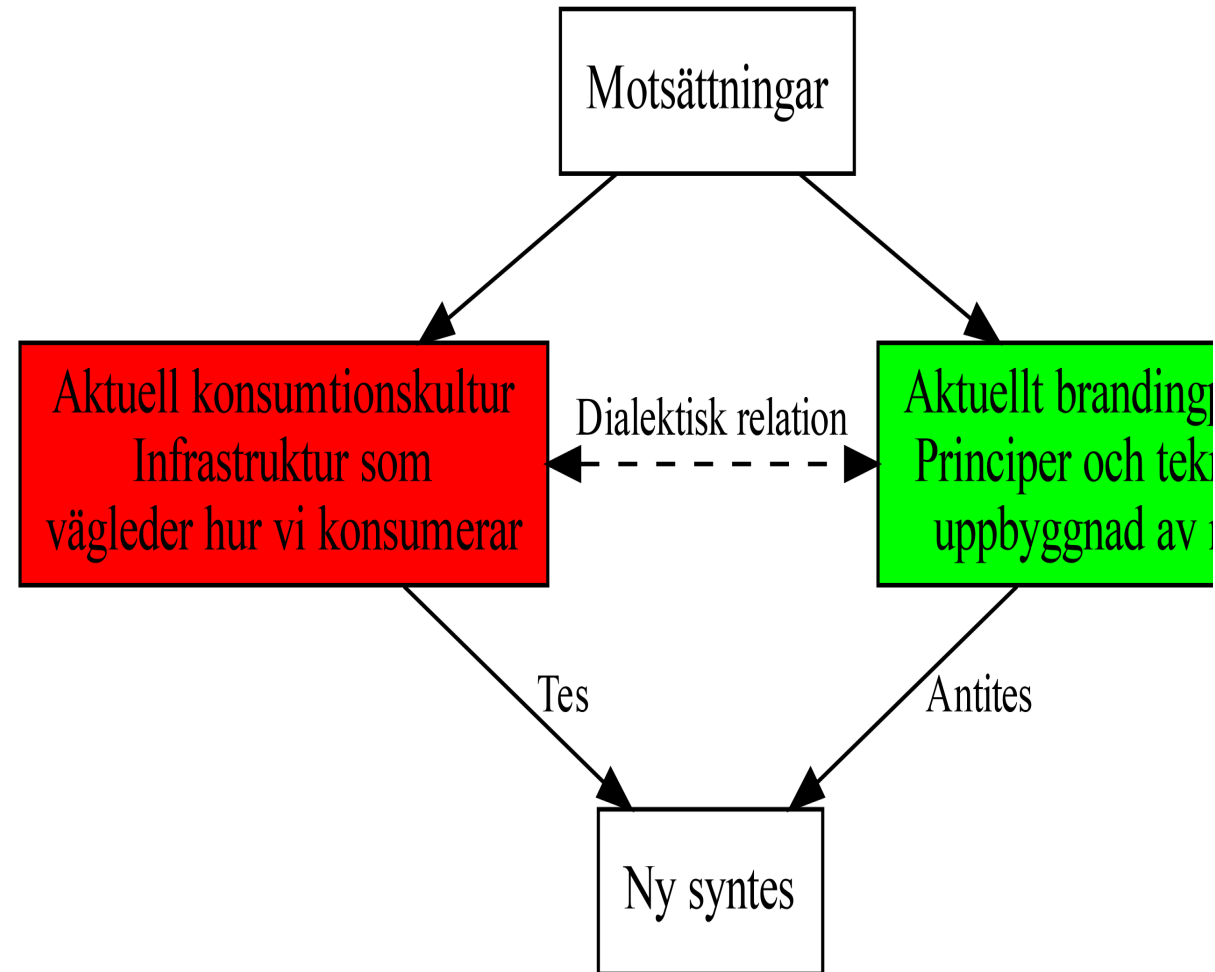 Motsättningar
Aktuell konsumtionskultur
Infrastruktur som
vägleder hur vi konsumerar
Dialektisk relation
Aktuellt
Principer och
uppbyggnad av
Tes
Antites
Ny syntes